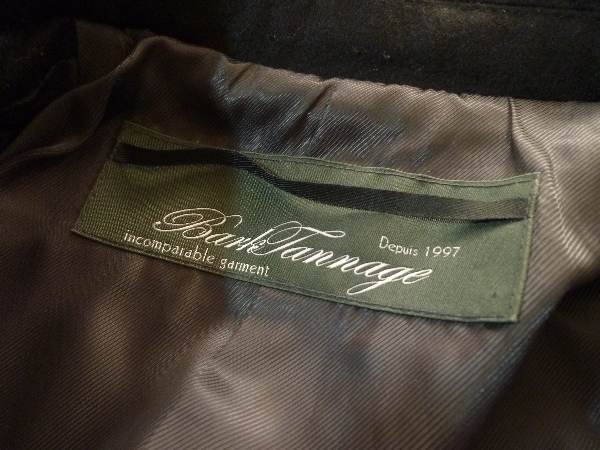 Bark Tannage
Depuis 1997
incomparable garment